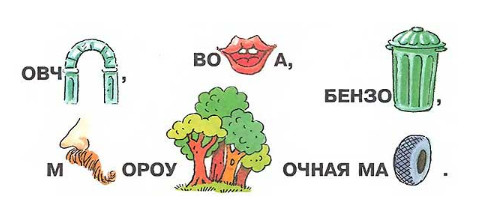 ОВЧ , ВО А, БЕНЗО ,
М ОРОУ ОЧНАЯ МА .